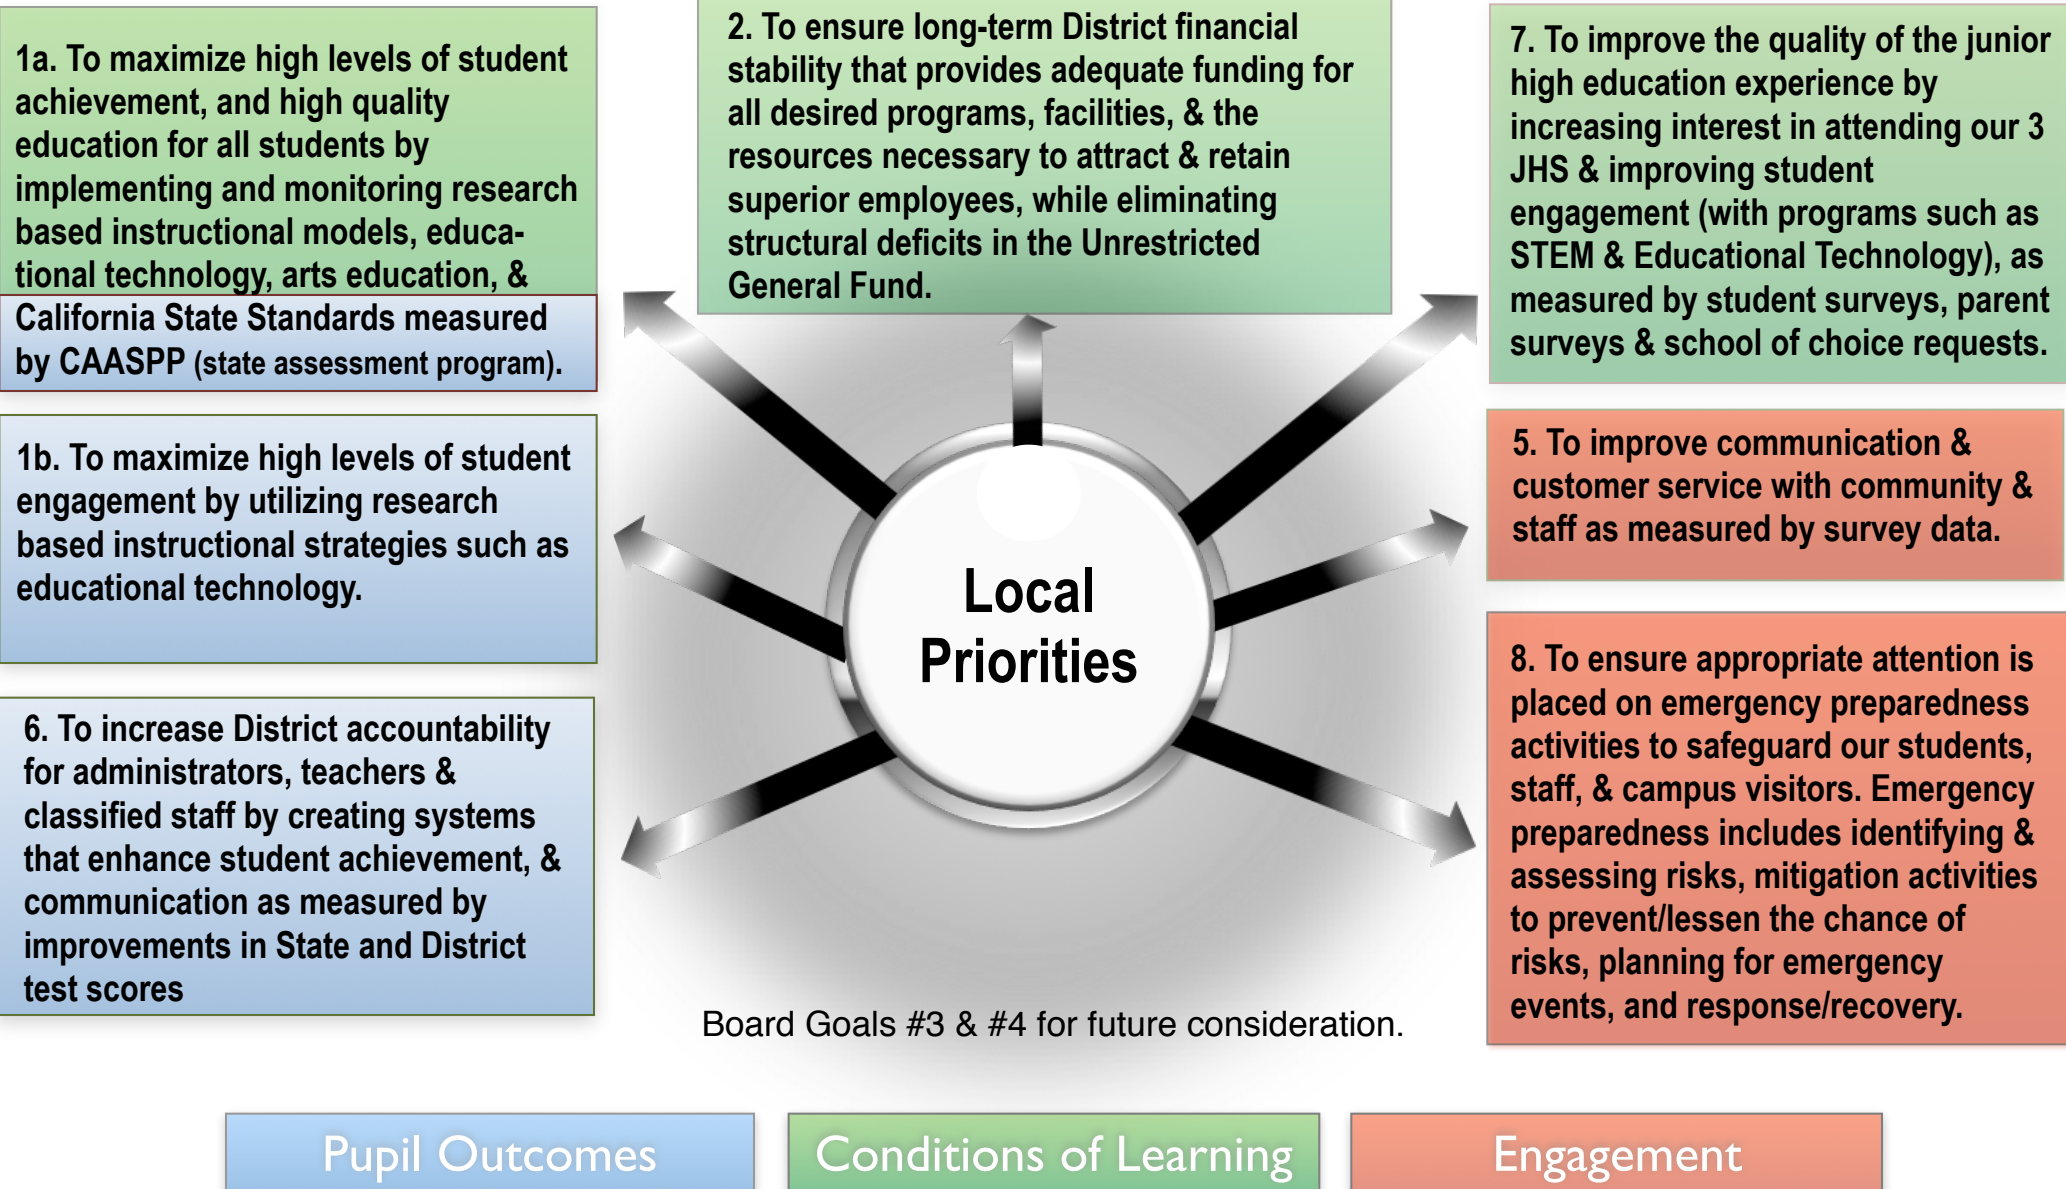 1a. To maximize high levels of student
achievement, and high quality
education for all students by
implementing and monitoring research
based instructional models, educa-
tional technology, arts education, &
California State Standards measured
by CAASPP (state assessment program).
1b. To maximize high levels of student
engagement by utilizing research
based instructional strategies such as
educational technology.
6. To increase District accountability
for administrators, teachers &
classified staff by creating systems
that enhance student achievement, &
communication as measured by
improvements in State and District
test scores
2. To ensure long-term District financial
stability that provides adequate funding for
all desired programs, facilities, & the
resources necessary to attract & retain
superior employees, while eliminating
structural deficits in the Unrestricted
General Fund.
Local
Priorities
Board Goals #3 & #4 for future consideration.
7. To improve the quality of the junior
high education experience by
increasing interest in attending our 3
JHS & improving student
engagement (with programs such as
STEM & Educational Technology), as
measured by student surveys, parent
surveys & school of choice requests.
5. To improve communication &
customer service with community &
staff as measured by survey data.
8. To ensure appropriate attention is
placed on emergency preparedness
activities to safeguard our students,
staff, & campus visitors. Emergency
preparedness includes identifying &
assessing risks, mitigation activities
to prevent/lessen the chance of
risks, planning for emergency
events, and response/recovery.
Pupil Outcomes
Conditions of Learning
Engagement